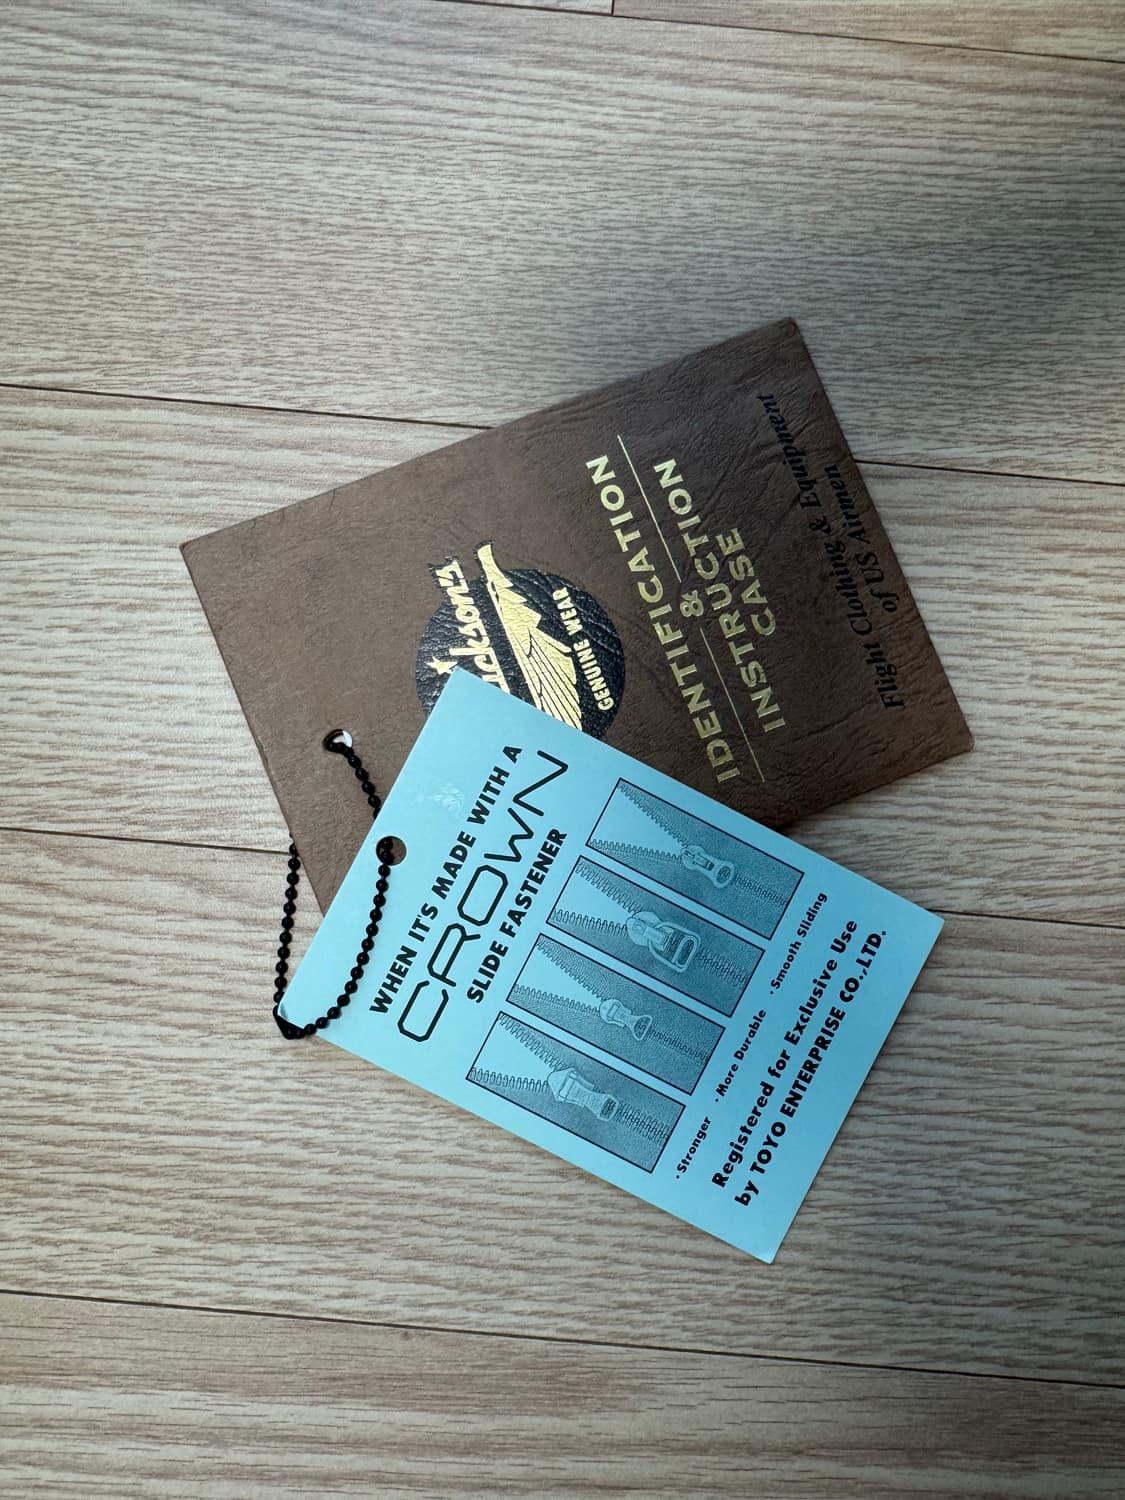 GENUINE WEAR
IDENTIFICATION
&
INSTRUCTION
CASE
Flight Clothing & Equipment
of US Airmen
WHEN IT'S MADE WITH A
CROWN
SLIDE FASTENER
· Stronger · More Durable · Smooth Sliding
Registered for Exclusive Use
by TOYO ENTERPRISE CO.,LTD.